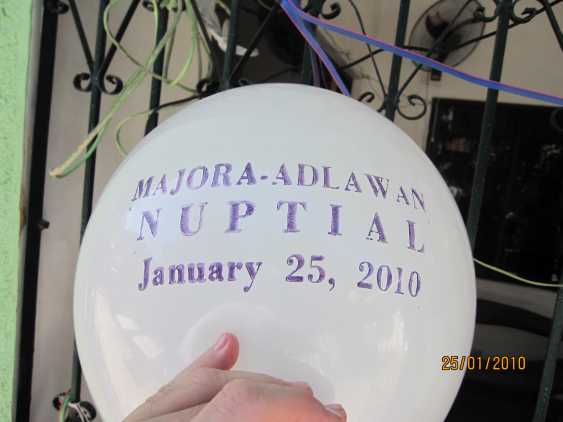 MAJORA-ADLAWAN
NUPTIAL
January 25, 2010
25/01/2010